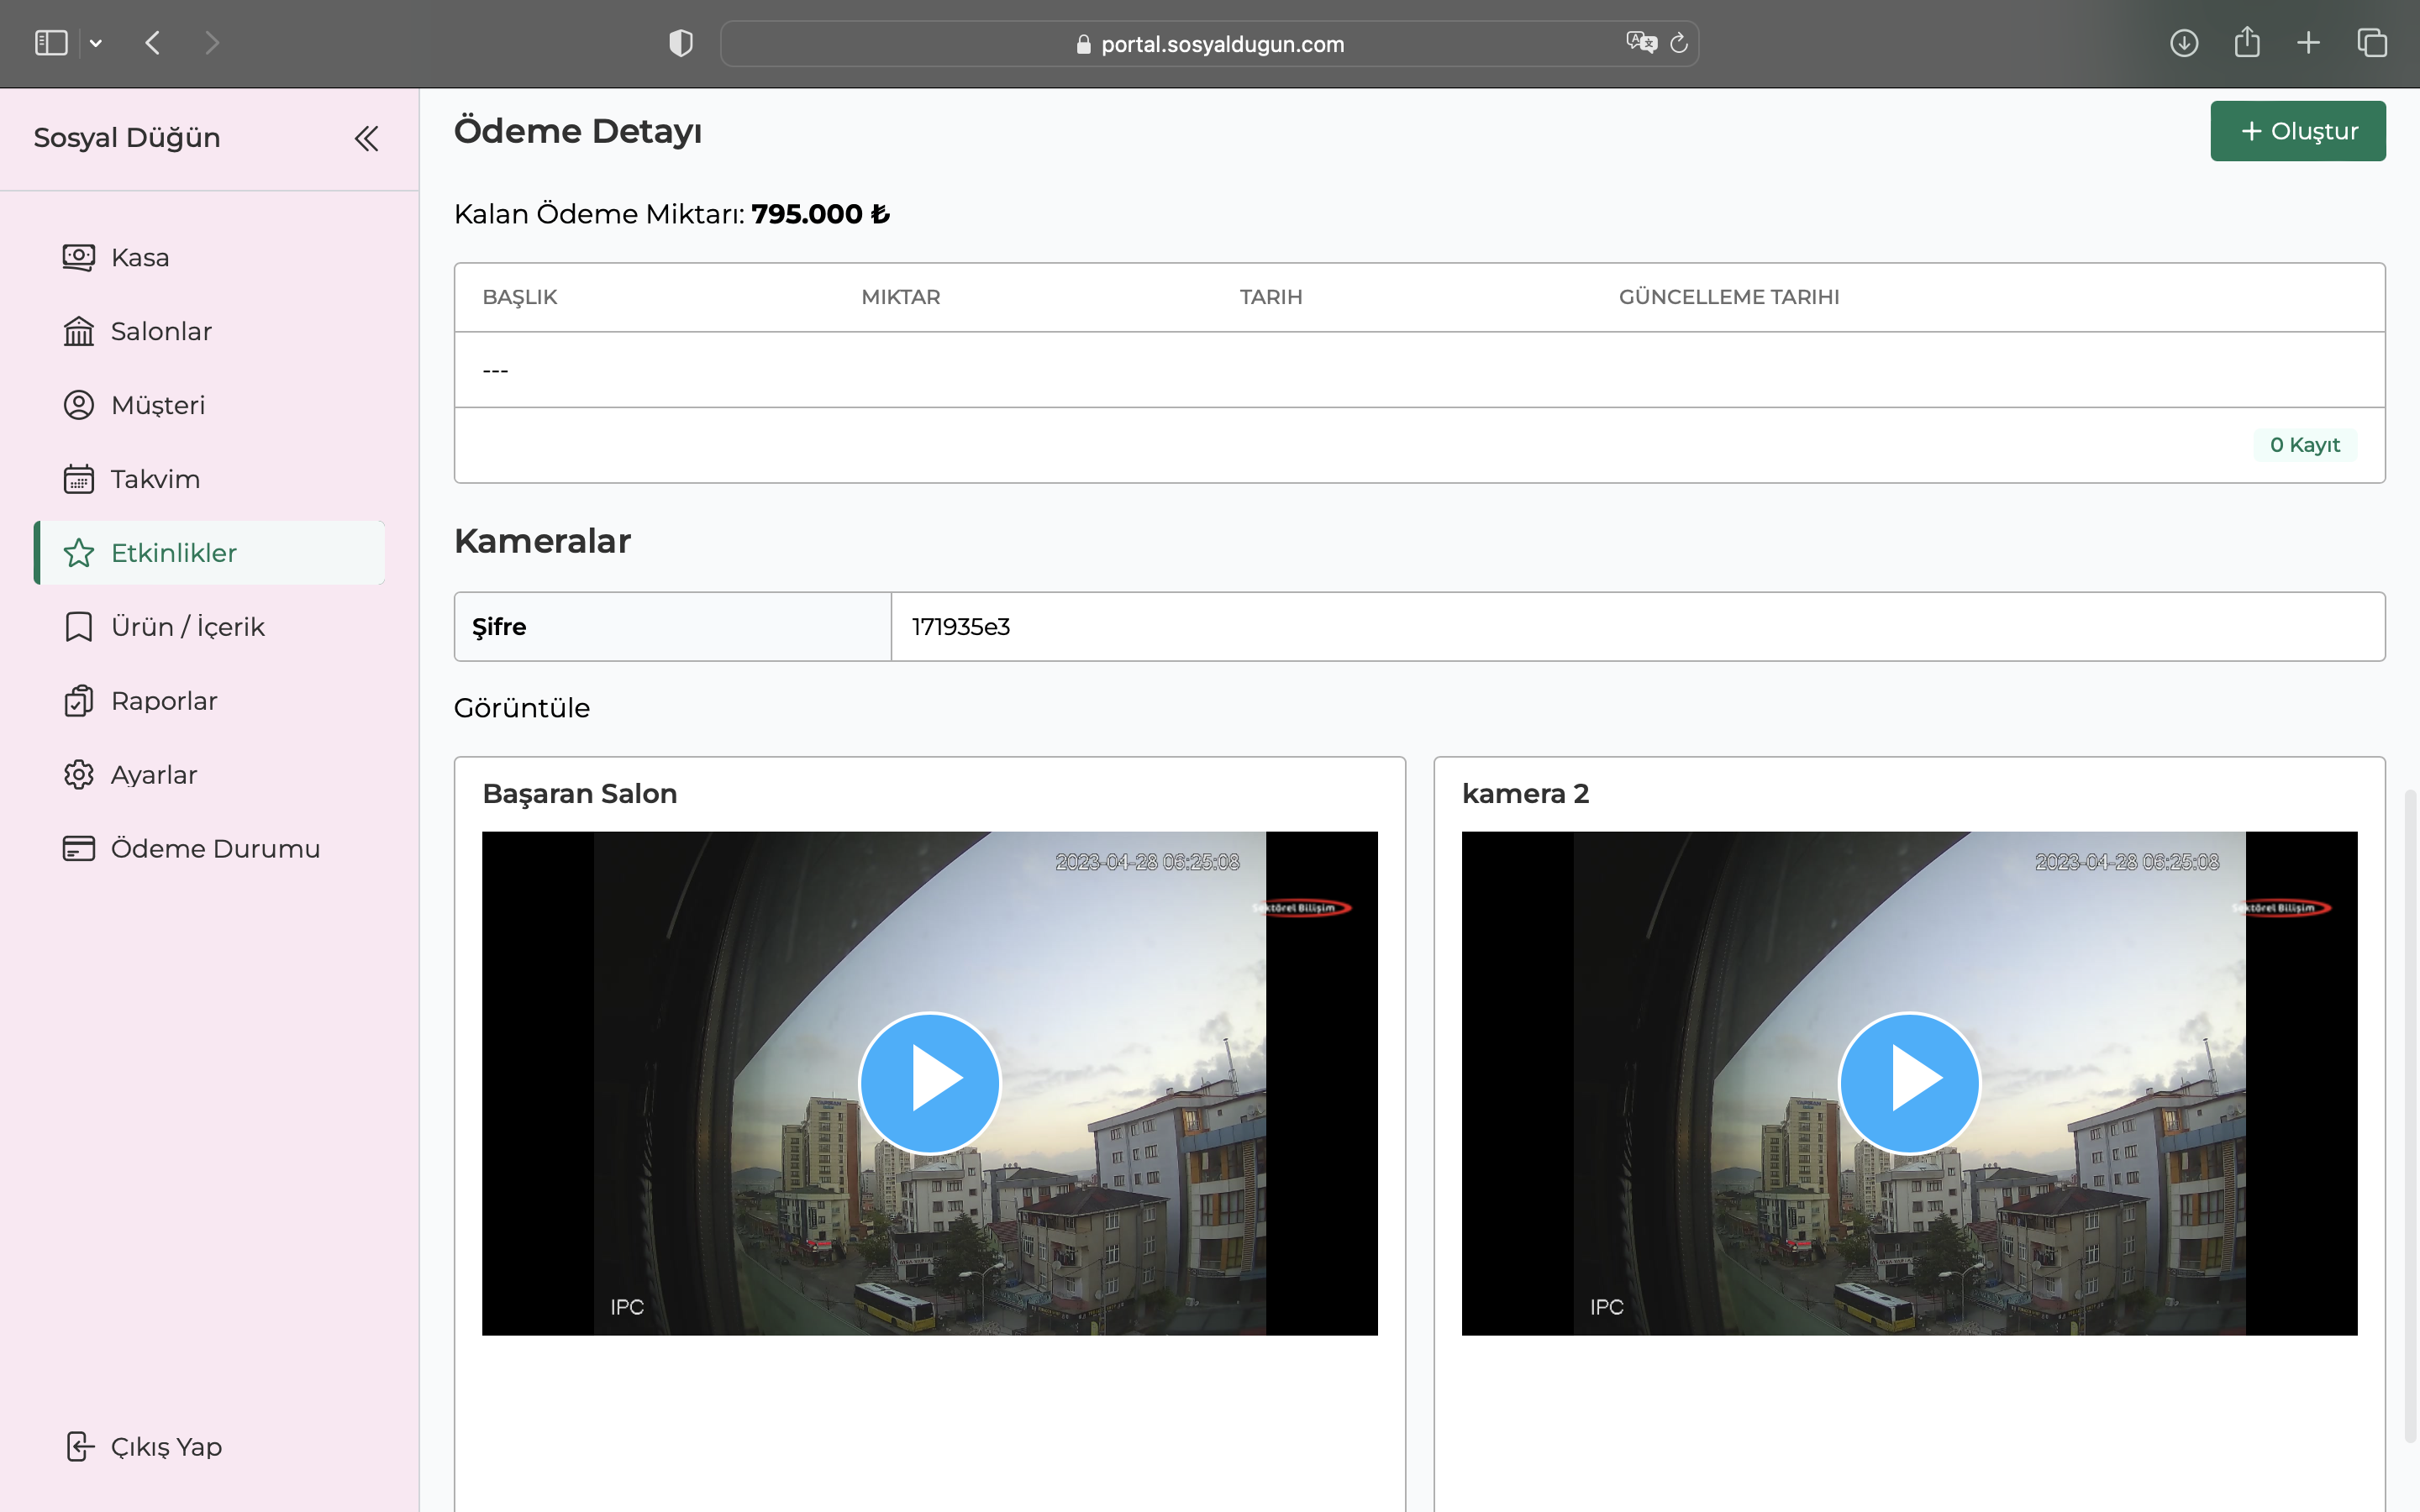 portal.sosyaldugun.com
Sosyal Düğün
Kasa
Salonlar
Müşteri
Takvim
Etkinlikler
Ürün / İçerik
Raporlar
Ayarlar
Ödeme Durumu
Çıkış Yap
Ödeme Detayı
+ Oluştur
Kalan Ödeme Miktarı: 795.000 ₺
BAŞLIK MIKTAR TARIH GÜNCELLEME TARIHI
---
0 Kayıt
Kameralar
Şifre 171935e3
Görüntüle
Başaran Salon
2023-04-28 06:25:08
Sektörel Bilişim
IPC
kamera 2
2023-04-28 06:25:08
Sektörel Bilişim
IPC